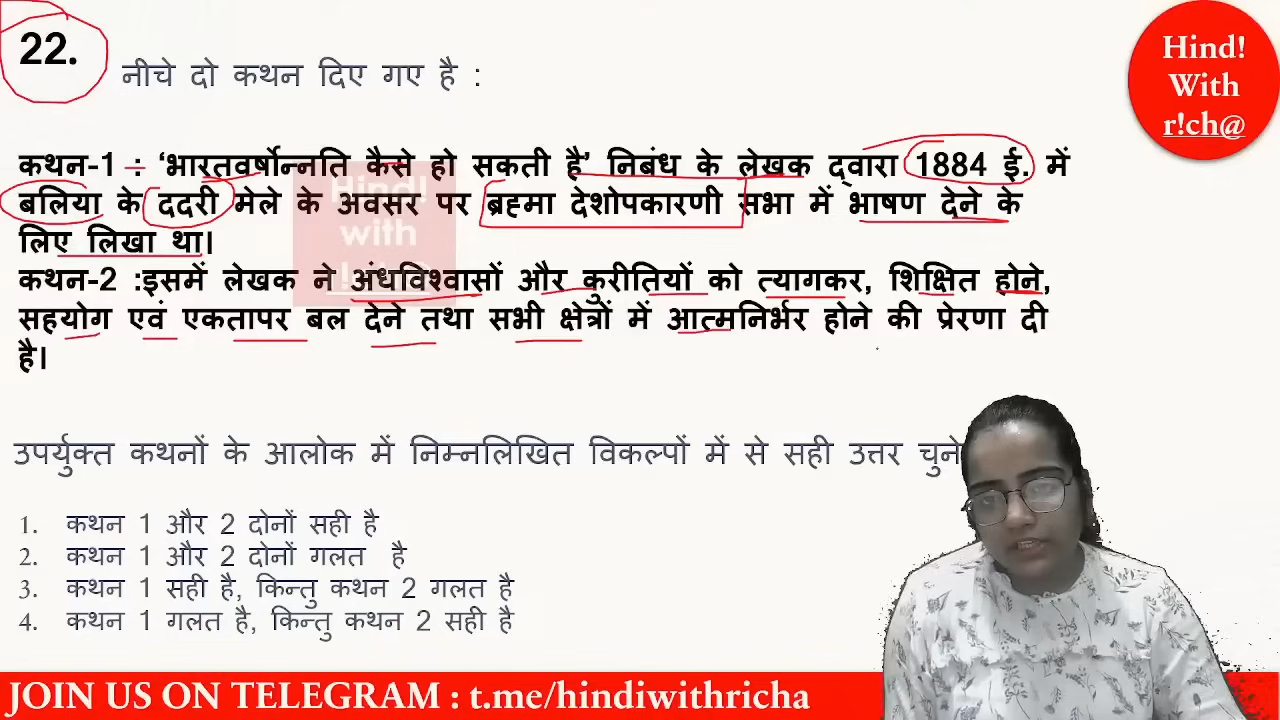 22.
नीचे दो कथन दिए गए है :
Hind!
With
r!ch@
कथन-1 : ‘भारतवर्षोन्नति कैसे हो सकती है’ निबंध के लेखक द्वारा 1884 ई. में
बलिया के ददरी मेले के अवसर पर ब्रह्मा देशोपकारणी सभा में भाषण देने के
लिए लिखा था।
Hind!
with
कथन-2 :इसमें लेखक ने अंधविश्वासों और कुरीतियों को त्यागकर, शिक्षित होने,
सहयोग एवं एकतापर बल देने तथा सभी क्षेत्रों में आत्मनिर्भर होने की प्रेरणा दी
है।
उपर्युक्त कथनों के आलोक में निम्नलिखित विकल्पों में से सही उत्तर चुने
1. कथन 1 और 2 दोनों सही है
2. कथन 1 और 2 दोनों गलत है
3. कथन 1 सही है, किन्तु कथन 2 गलत है
4. कथन 1 गलत है, किन्तु कथन 2 सही है
JOIN US ON TELEGRAM : t.me/hindiwithricha